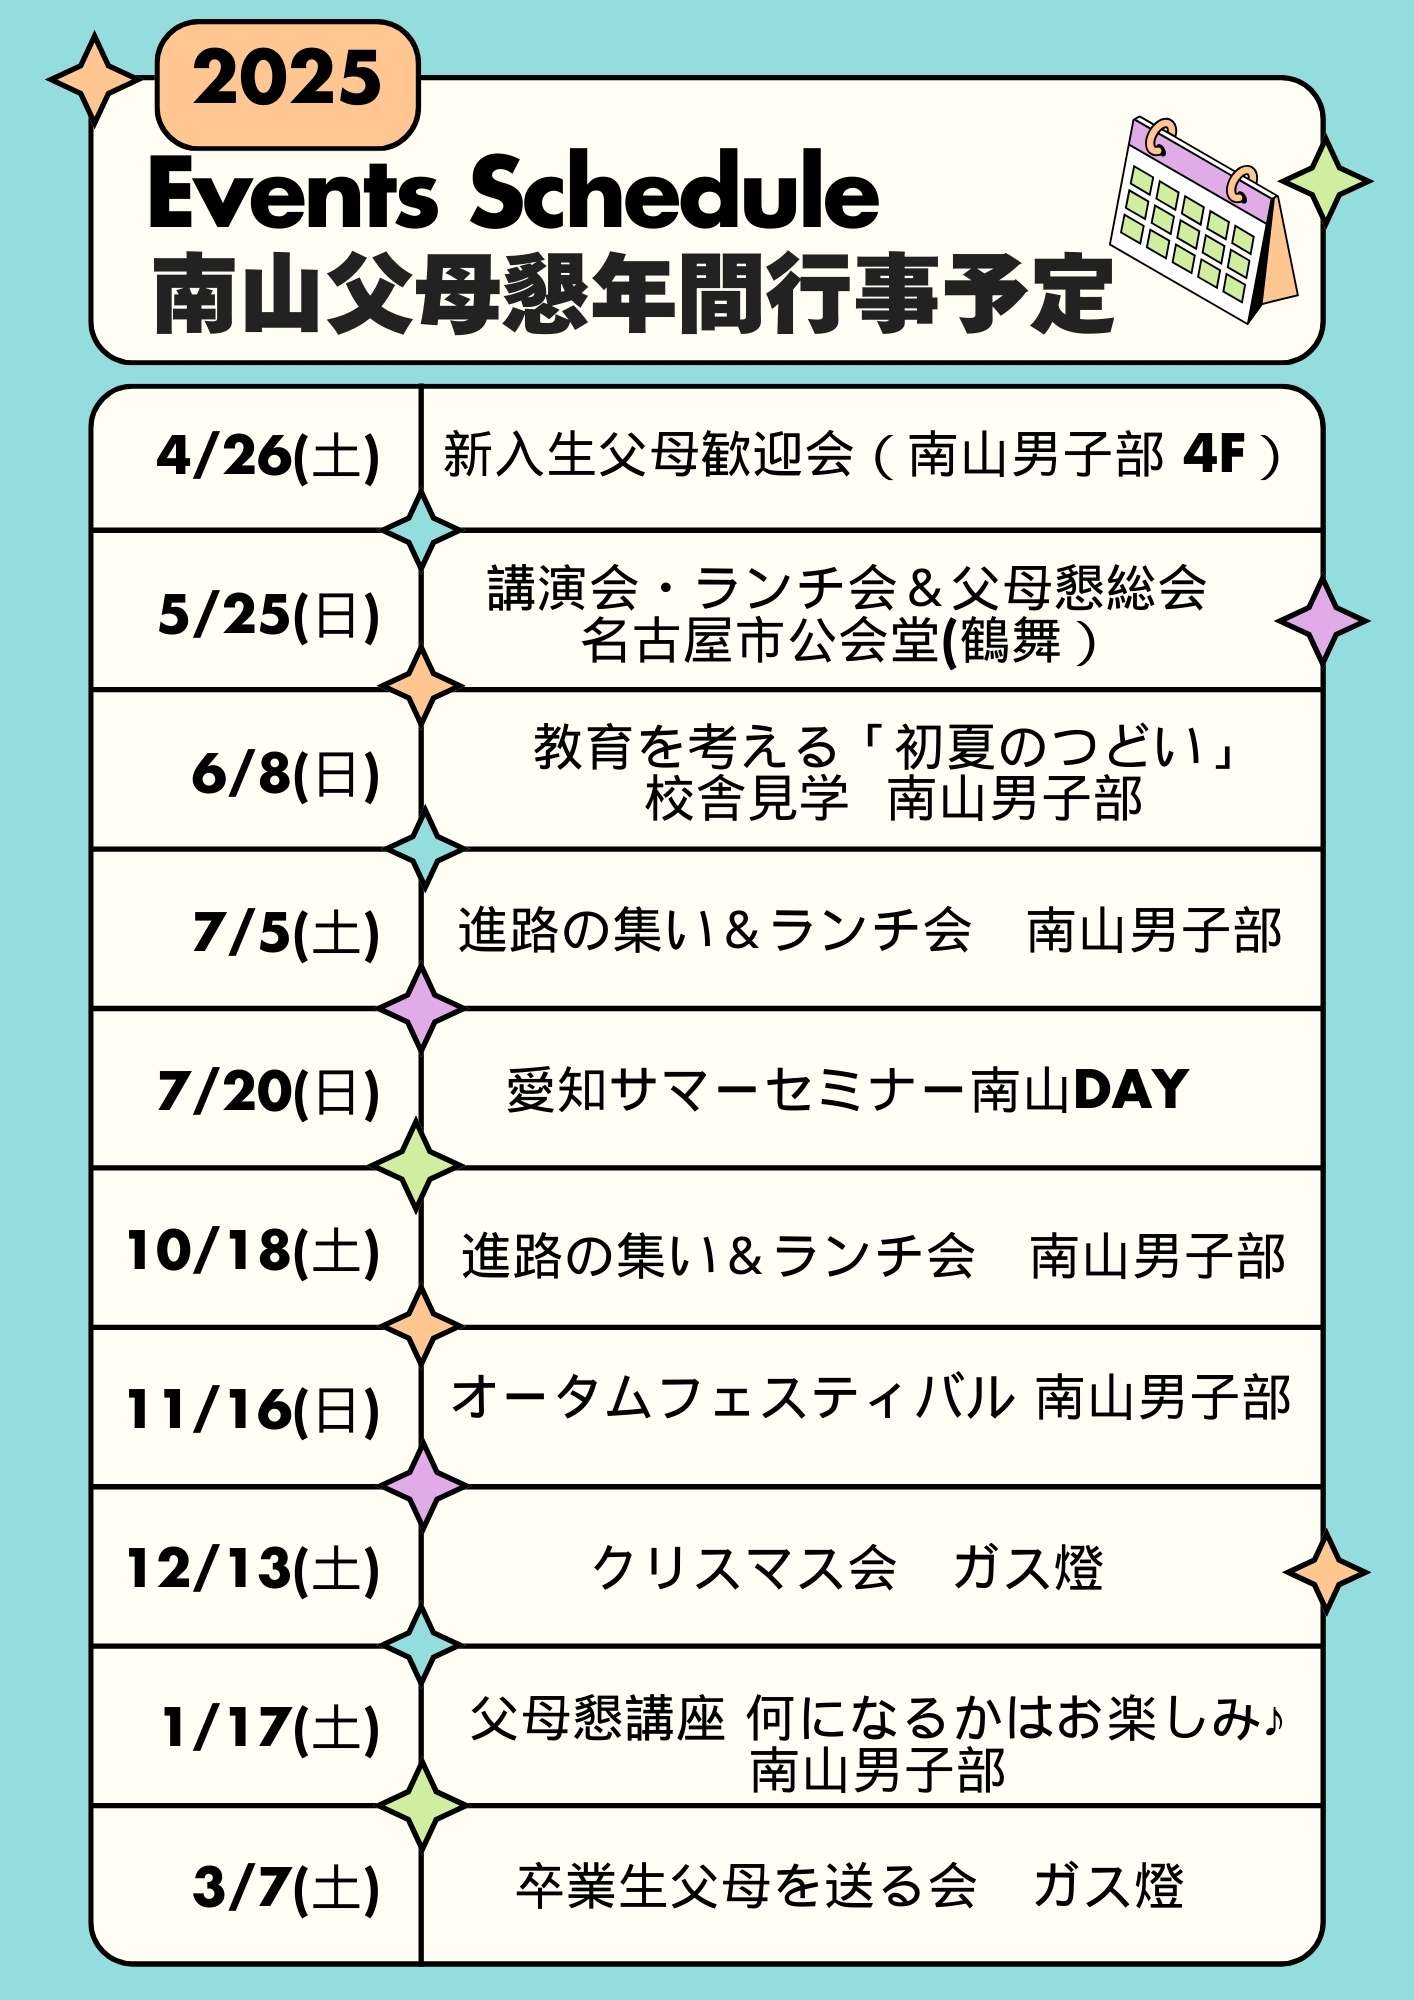 2025
Events Schedule
南山父母懇年間行事予定
4/26(土)
新入生父母歓迎会（南山男子部 4F）
5/25(日)
講演会・ランチ会＆父母懇総会
名古屋市公会堂(鶴舞）
6/8(日)
教育を考える「初夏のつどい」
校舎見学 南山男子部
7/5(土)
進路の集い＆ランチ会　南山男子部
7/20(日)
愛知サマーセミナー南山DAY
10/18(土)
進路の集い＆ランチ会　南山男子部
11/16(日)
オータムフェスティバル 南山男子部
12/13(土)
クリスマス会　ガス燈
1/17(土)
父母懇講座 何になるかはお楽しみ♪
南山男子部
3/7(土)
卒業生父母を送る会　ガス燈